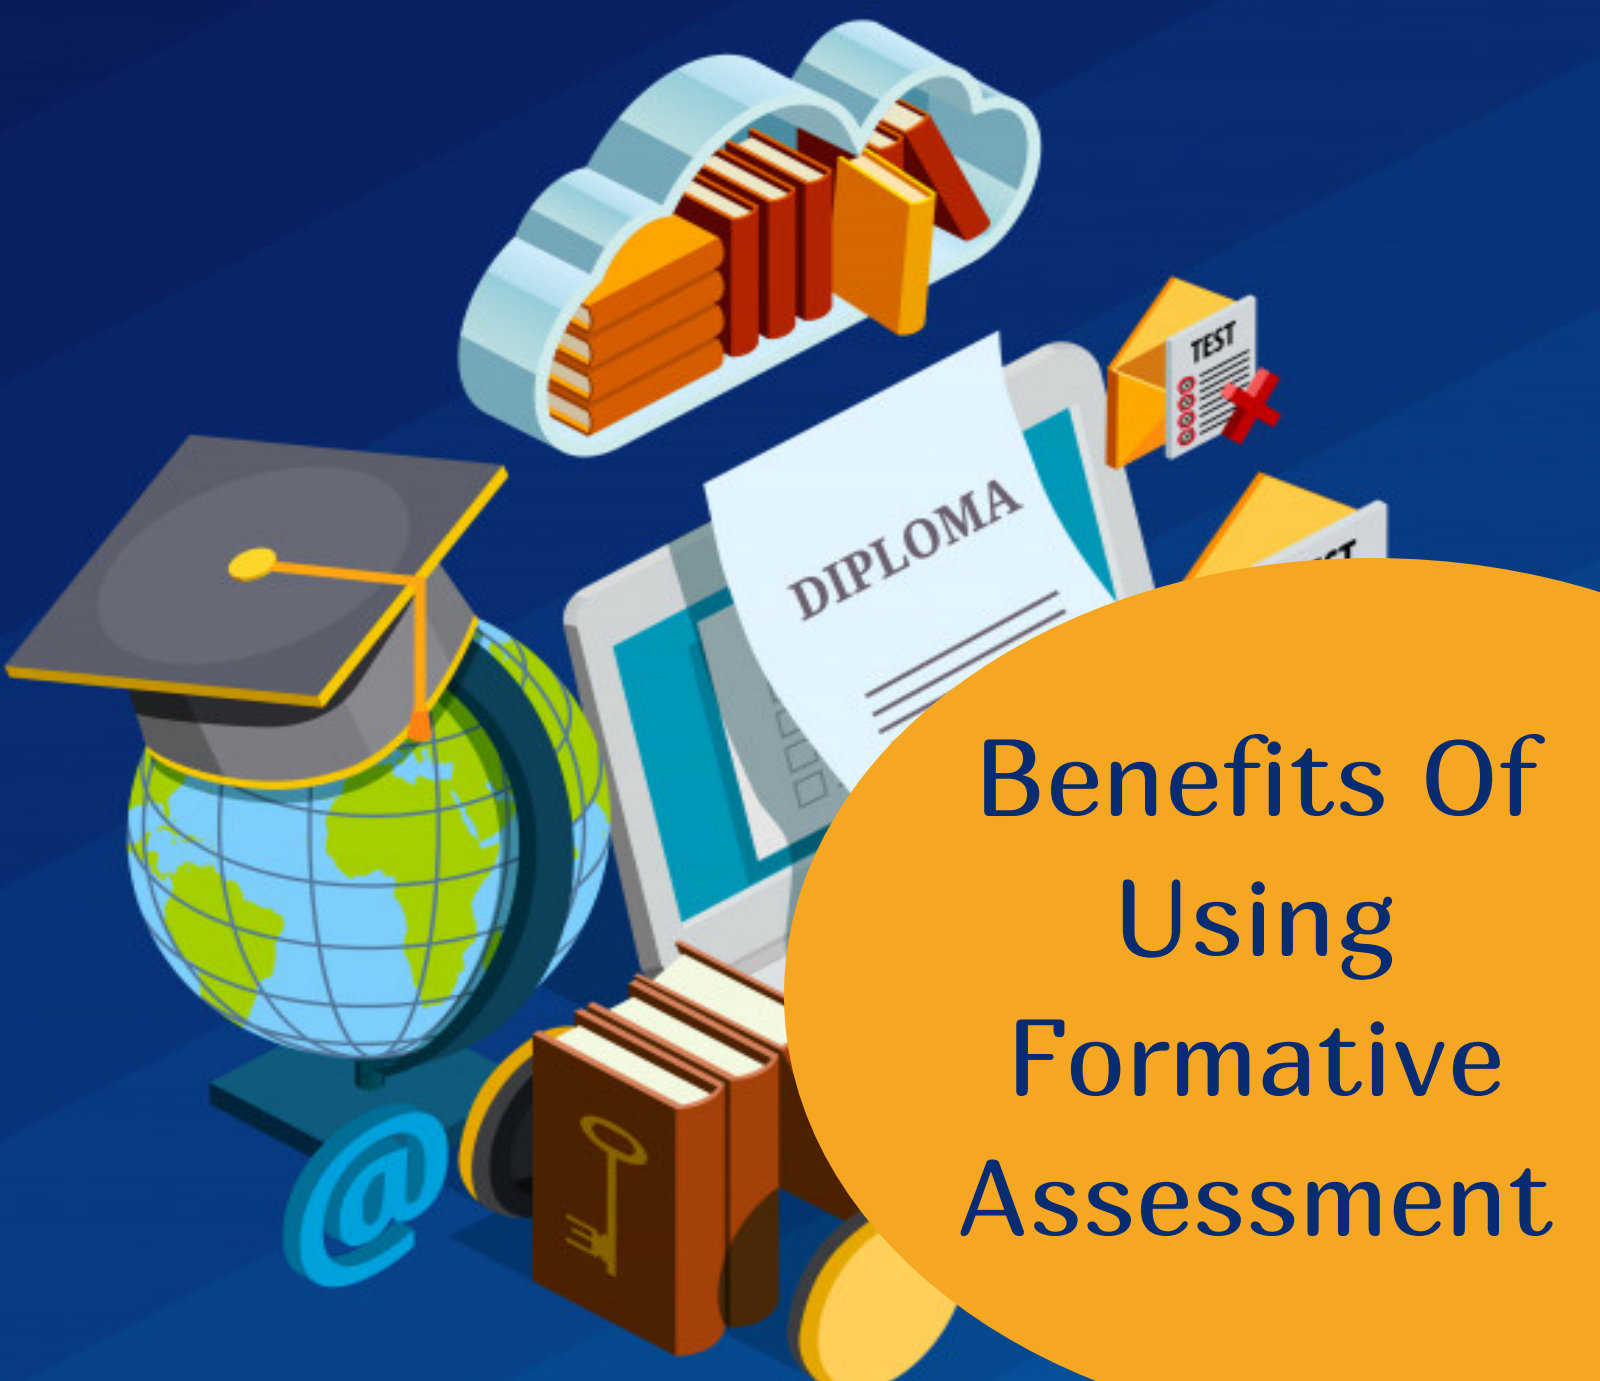 TEST
DIPLOMA
Benefits Of
Using
Formative
Assessment
@